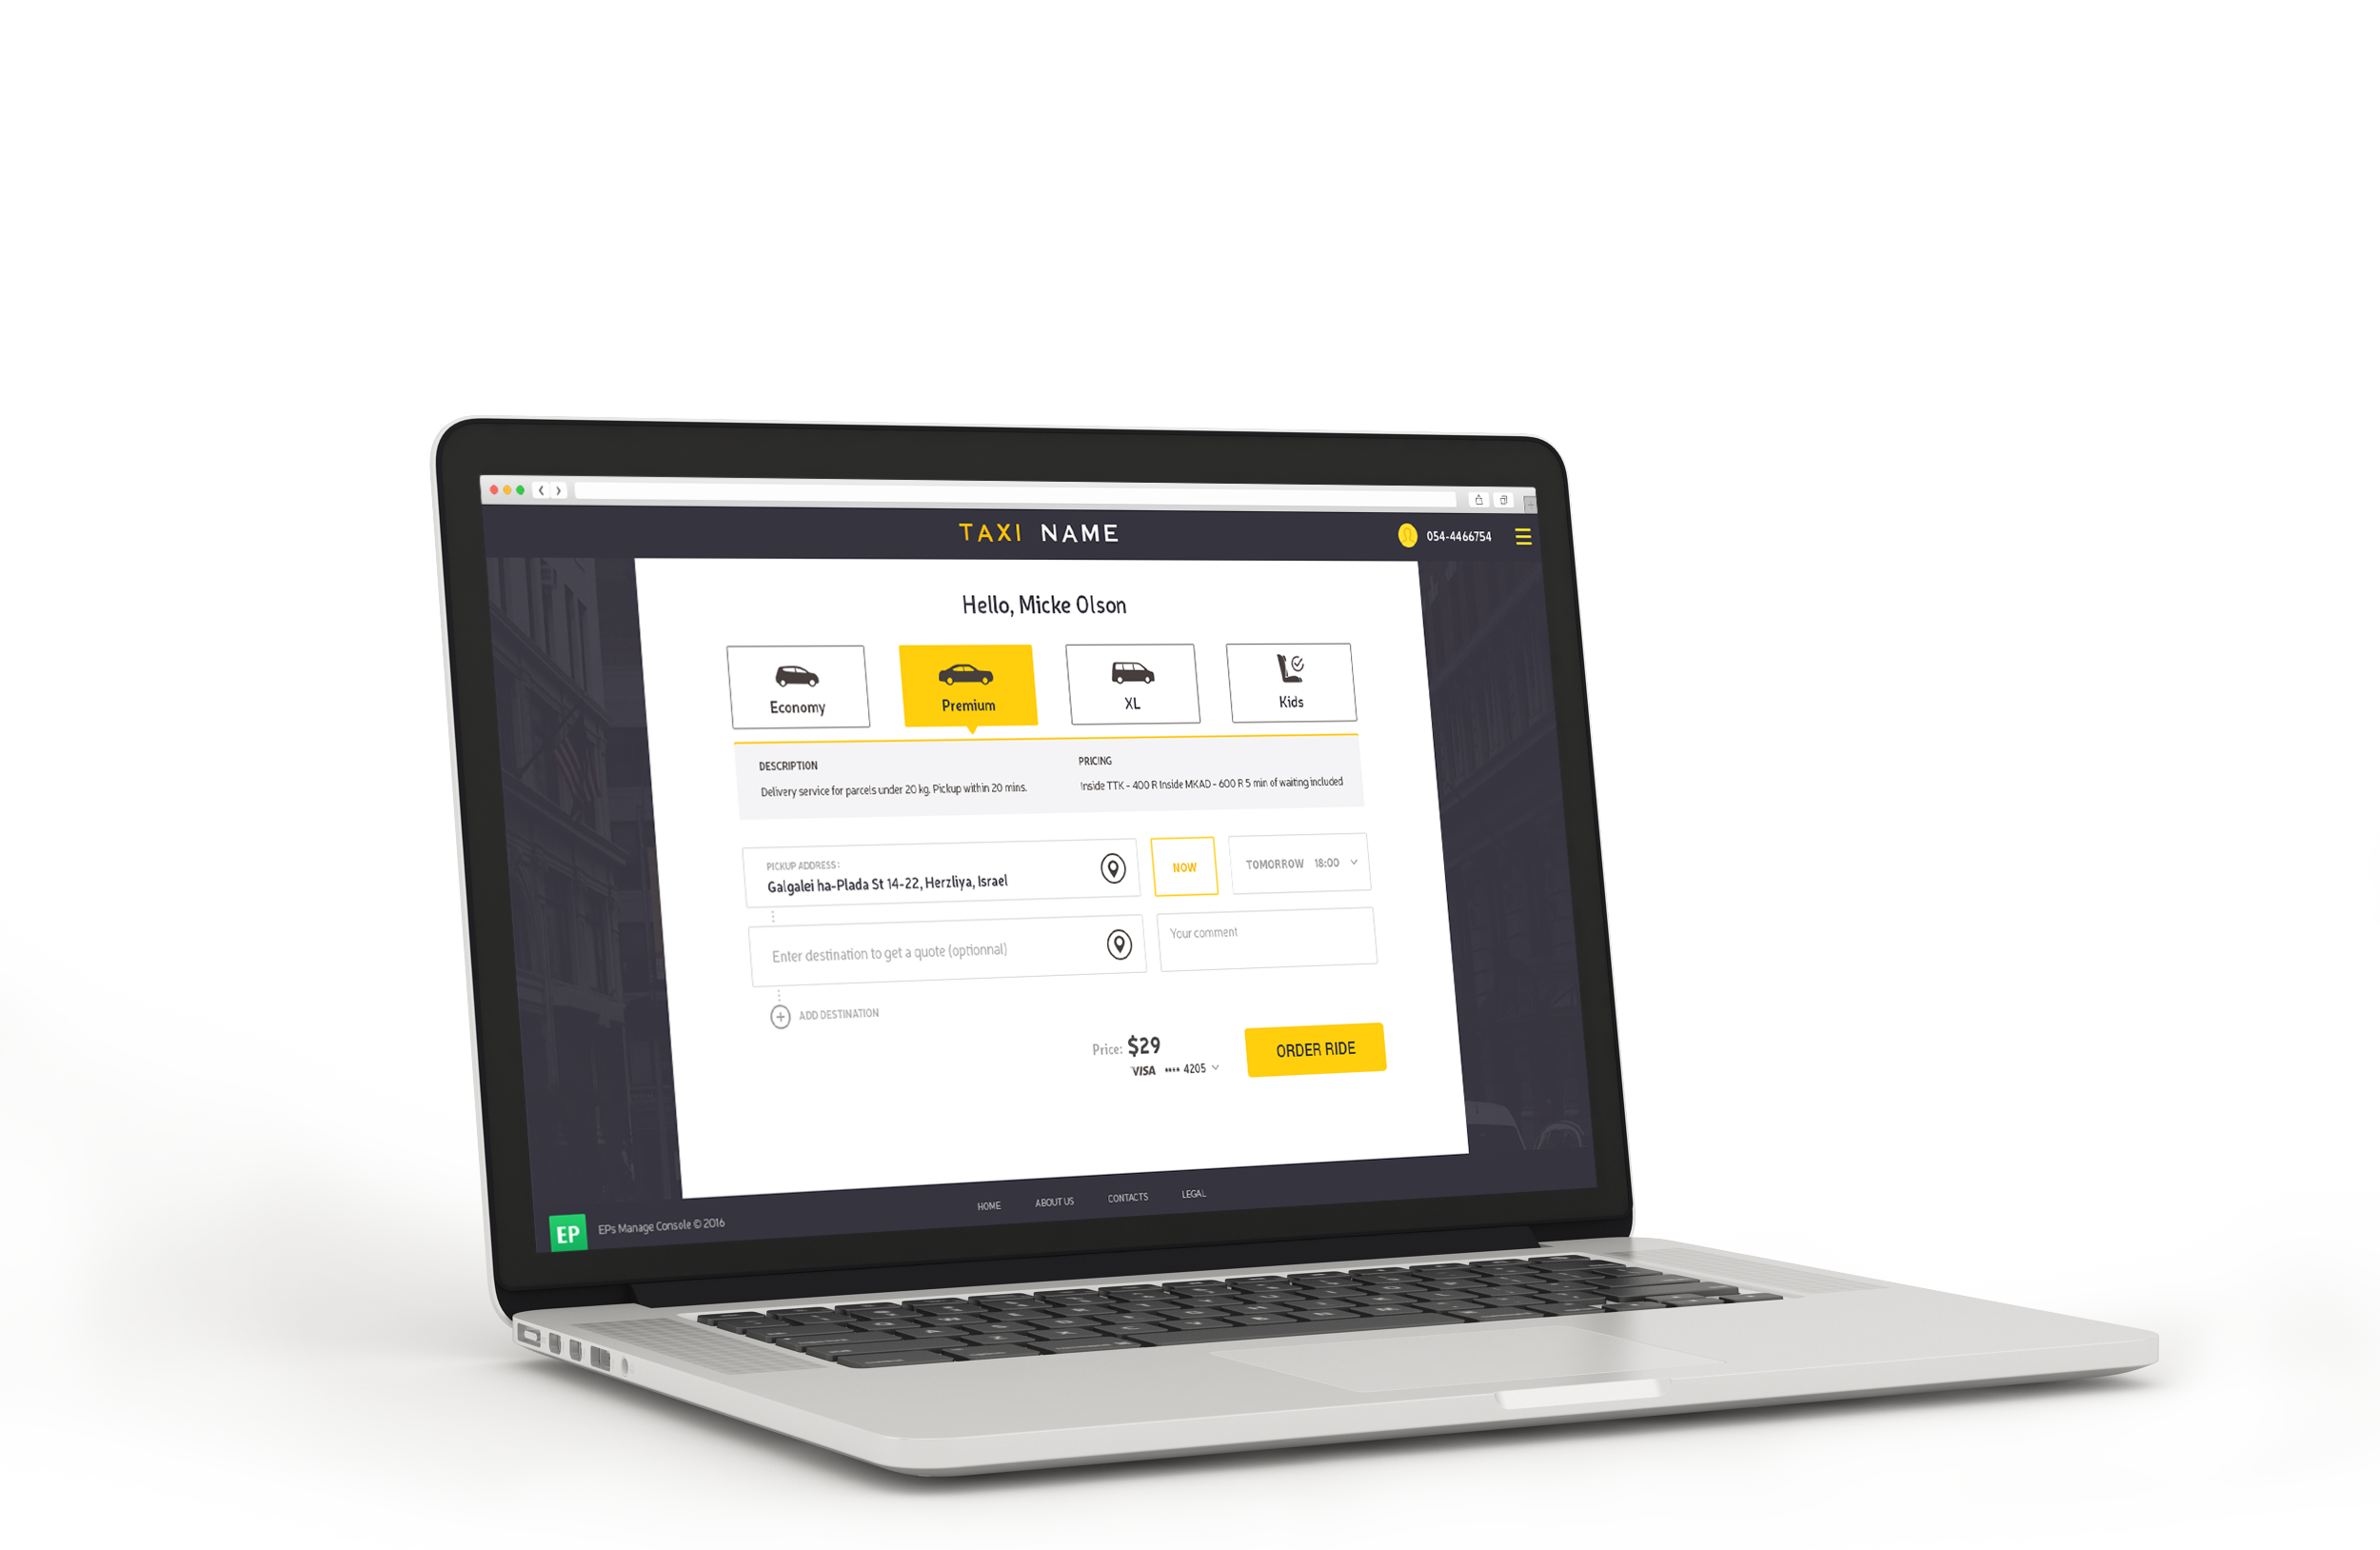 TAXI NAME
054-4466754
Hello, Micke Olson
Economy
Premium
XL
Kids
DESCRIPTION
Delivery service for parcels under 20 kg. Pickup within 20 mins.
PRICING
Inside TTK - 400 R Inside MKAD - 600 R 5 min of waiting included
PICKUP ADDRESS:
Galgalei ha-Plada St 14-22, Herzliya, Israel
NOW
TOMORROW 18:00
Enter destination to get a quote (optionnal)
Your comment
ADD DESTINATION
Price: $29
VISA •••• 4205
ORDER RIDE
HOME ABOUT US CONTACTS LEGAL
EP EPs Manage Console © 2016